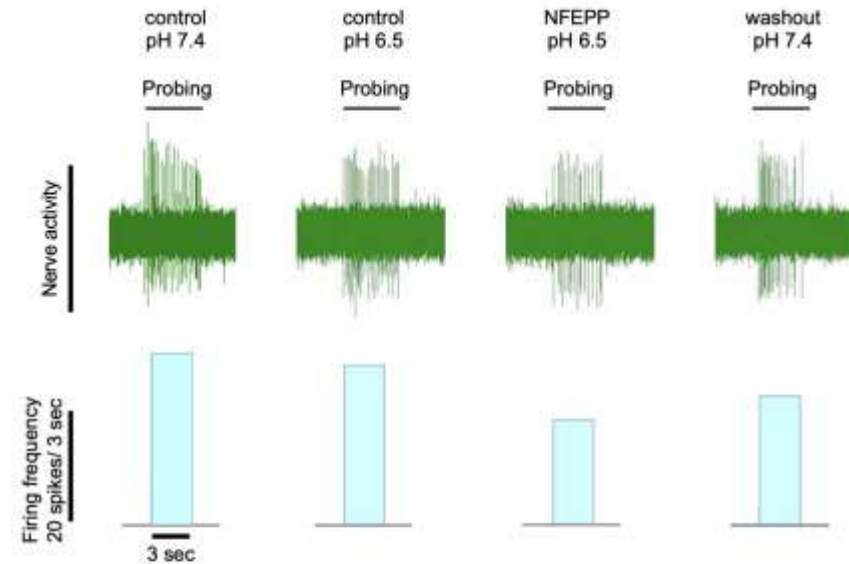 control
pH 7.4
control
pH 6.5
NFEPP
pH 6.5
washout
pH 7.4
Probing
Probing
Probing
Probing
Nerve activity
Firing frequency
20 spikes/ 3 sec
3 sec